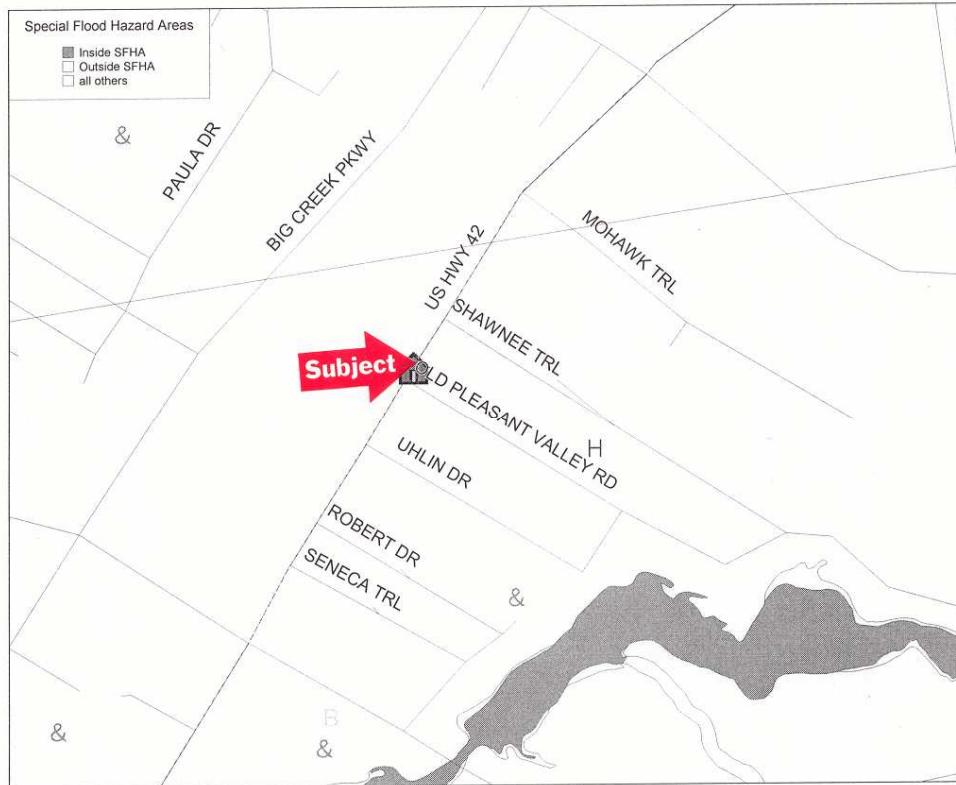 Special Flood Hazard Areas
Inside SFHA
Outside SFHA
all others
&
PAULA DR
BIG CREEK PKWY
US HWY 42
MOHAWK TRL
SHAWNEE TRL
Subject
OLD PLEASANT VALLEY RD
H
UHLIN DR
ROBERT DR
SENECA TRL
&
B
&
&